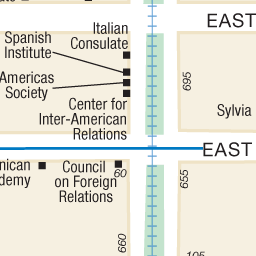 EAST
Italian
Consulate
Spanish
Institute
695
Americas
Society
Center for
Inter-American
Relations
Sylvia
EAST
Council
on Foreign
Relations
60
655
660